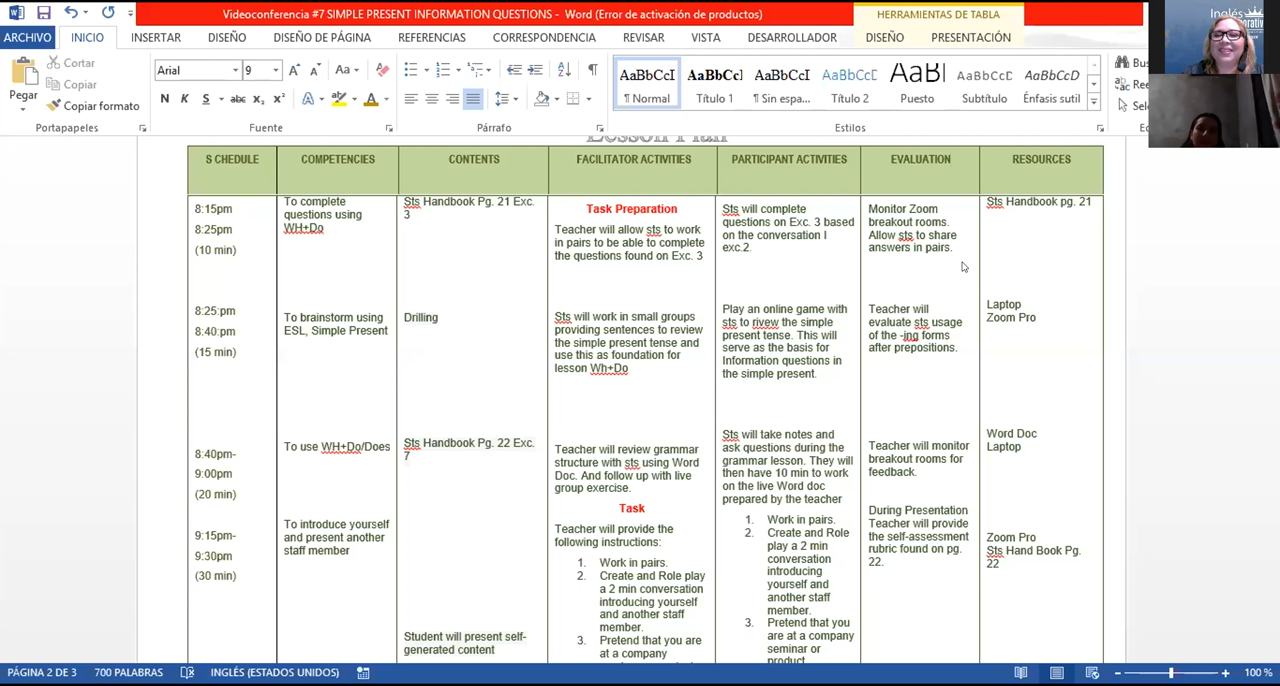 Videoconferencia #7 SIMPLE PRESENT INFORMATION QUESTIONS - Word (Error de activación de productos)
HERRAMIENTAS DE TABLA
ARCHIVO INICIO INSERTAR DISEÑO DISEÑO DE PÁGINA REFERENCIAS CORRESPONDENCIA REVISAR VISTA DESARROLLADOR DISEÑO PRESENTACIÓN
Inglés
Pegar
Cortar
Copiar
Copiar formato
Portapapeles
Arial 9
N K S abc x₂ x²
Fuente
Párrafo
AaBbCcI AaBbCc AaBbCcI AaBbCcI AaBl AaBbCcD AaBbCcD
¶ Normal Título 1 ¶ Sin espa... Título 2 Puesto Subtítulo Énfasis sutil
Estilos
Lesson Plan
S CHEDULE COMPETENCIES CONTENTS FACILITATOR ACTIVITIES PARTICIPANT ACTIVITIES EVALUATION RESOURCES
8:15pm
8:25pm
(10 min)
To complete
questions using
WH+Do
Sts Handbook Pg. 21 Exc.
3
Task Preparation
Teacher will allow sts to work
in pairs to be able to complete
the questions found on Exc. 3
Sts will complete
questions on Exc. 3 based
on the conversation I
exc.2.
Monitor Zoom
breakout rooms.
Allow sts to share
answers in pairs.
Sts Handbook pg. 21
8:25:pm
8:40:pm
(15 min)
To brainstorm using
ESL, Simple Present
Drilling
Sts will work in small groups
providing sentences to review
the simple present tense and
use this as foundation for
lesson Wh+Do
Play an online game with
sts to rivew the simple
present tense. This will
serve as the basis for
Information questions in
the simple present.
Teacher will
evaluate sts usage
of the -ing forms
after prepositions.
Laptop
Zoom Pro
8:40pm-
9:00pm
(20 min)
To use WH+Do/Does
Sts Handbook Pg. 22 Exc.
7
Teacher will review grammar
structure with sts using Word
Doc. And follow up with live
group exercise.
Sts will take notes and
ask questions during the
grammar lesson. They will
then have 10 min to work
on the live Word doc
prepared by the teacher
Teacher will monitor
breakout rooms for
feedback.
Word Doc
Laptop
9:15pm-
9:30pm
(30 min)
To introduce yourself
and present another
staff member
Student will present self-
generated content
Task
Teacher will provide the
following instructions:
1. Work in pairs.
2. Create and Role play
a 2 min conversation
introducing yourself
and another staff
member.
3. Pretend that you are
at a company
1. Work in pairs.
2. Create and Role
play a 2 min
conversation
introducing
yourself and
another staff
member.
3. Pretend that you
are at a company
seminar or
product
During Presentation
Teacher will provide
the self-assessment
rubric found on pg.
22.
Zoom Pro
Sts Hand Book Pg.
22
PÁGINA 2 DE 3 700 PALABRAS INGLÉS (ESTADOS UNIDOS) 100 %